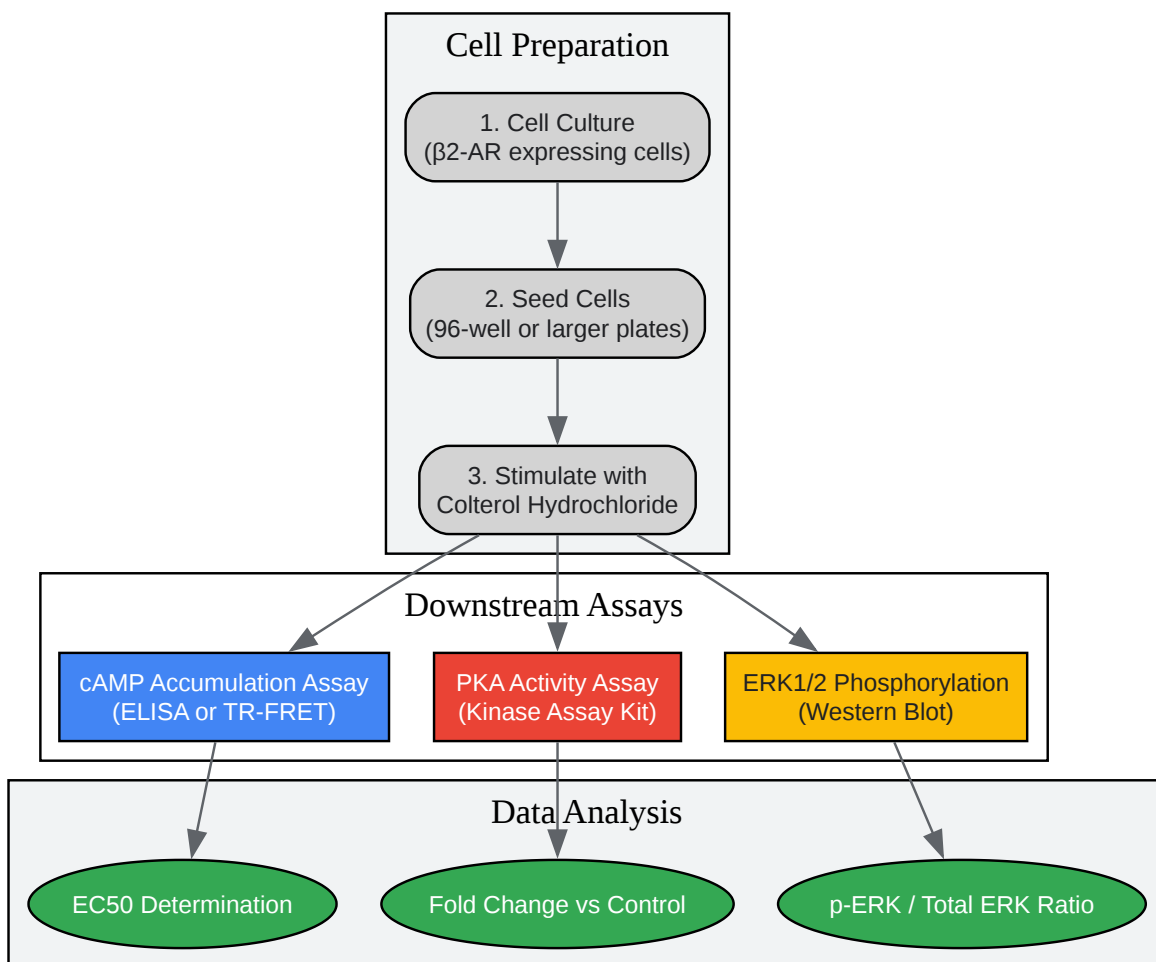 Cell Preparation
1. Cell Culture
(β2-AR expressing cells)
2. Seed Cells
(96-well or larger plates)
3. Stimulate with
Colterol Hydrochloride
Downstream Assays
cAMP Accumulation Assay
(ELISA or TR-FRET)
PKA Activity Assay
(Kinase Assay Kit)
ERK1/2 Phosphorylation
(Western Blot)
Data Analysis
EC50 Determination
Fold Change vs Control
p-ERK / Total ERK Ratio